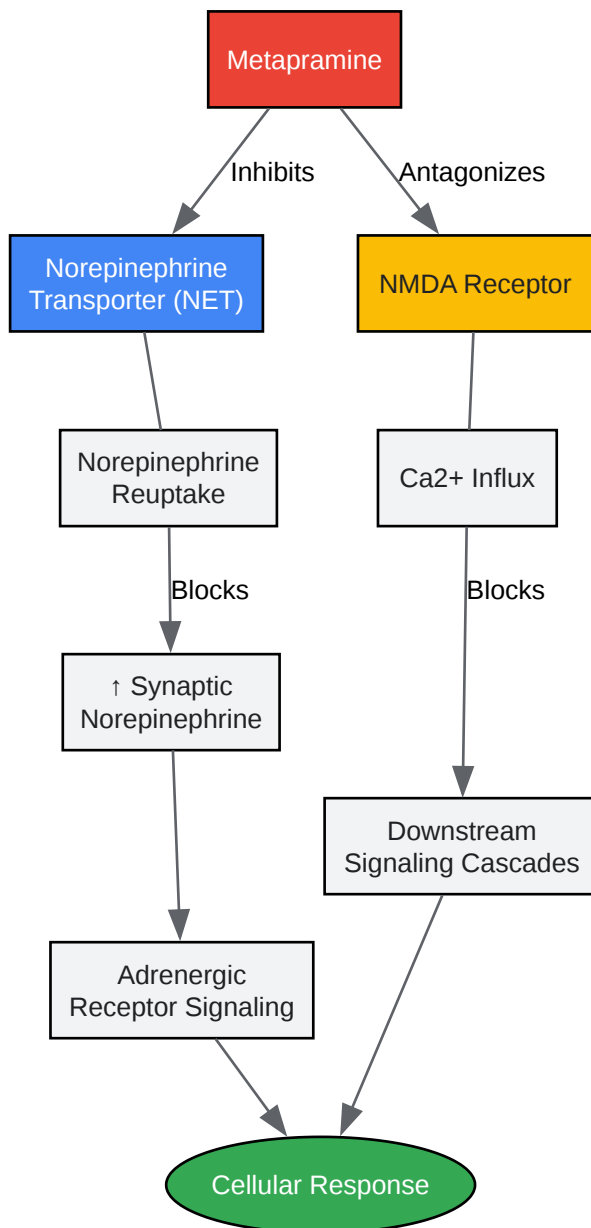 Metapramine
Inhibits
Antagonizes
Norepinephrine
Transporter (NET)
NMDA Receptor
Norepinephrine
Reuptake
Ca2+ Influx
Blocks
Blocks
↑ Synaptic
Norepinephrine
Downstream
Signaling Cascades
Adrenergic
Receptor Signaling
Cellular Response